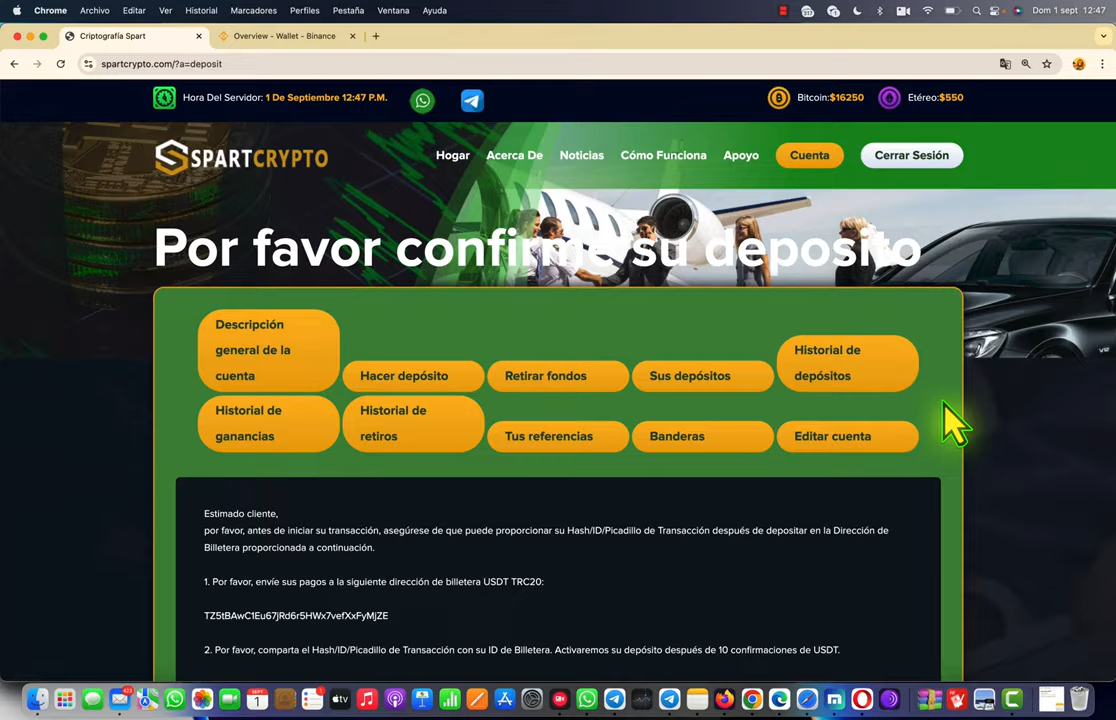 Chrome Archivo Editar Ver Historial Marcadores Perfiles Pestaña Ventana Ayuda Dom 1 sept 12:47
Criptografía Spart Overview - Wallet - Binance
spartcrypto.com/?a=deposit
Hora Del Servidor: 1 De Septiembre 12:47 P.M. Bitcoin:$16250 Etéreo:$550
SPARTCRYPTO Hogar Acerca De Noticias Cómo Funciona Apoyo Cuenta Cerrar Sesión
Por favor confirme su deposito
Descripción
general de la
cuenta
Hacer depósito
Retirar fondos
Sus depósitos
Historial de
depósitos
Historial de
ganancias
Historial de
retiros
Tus referencias
Banderas
Editar cuenta
Estimado cliente,
por favor, antes de iniciar su transacción, asegúrese de que puede proporcionar su Hash/ID/Picadillo de Transacción después de depositar en la Dirección de
Billetera proporcionada a continuación.
1. Por favor, envíe sus pagos a la siguiente dirección de billetera USDT TRC20:
TZ5tBAwC1Eu67jRd6r5HWx7vefXxFyMjZE
2. Por favor, comparta el Hash/ID/Picadillo de Transacción con su ID de Billetera. Activaremos su depósito después de 10 confirmaciones de USDT.